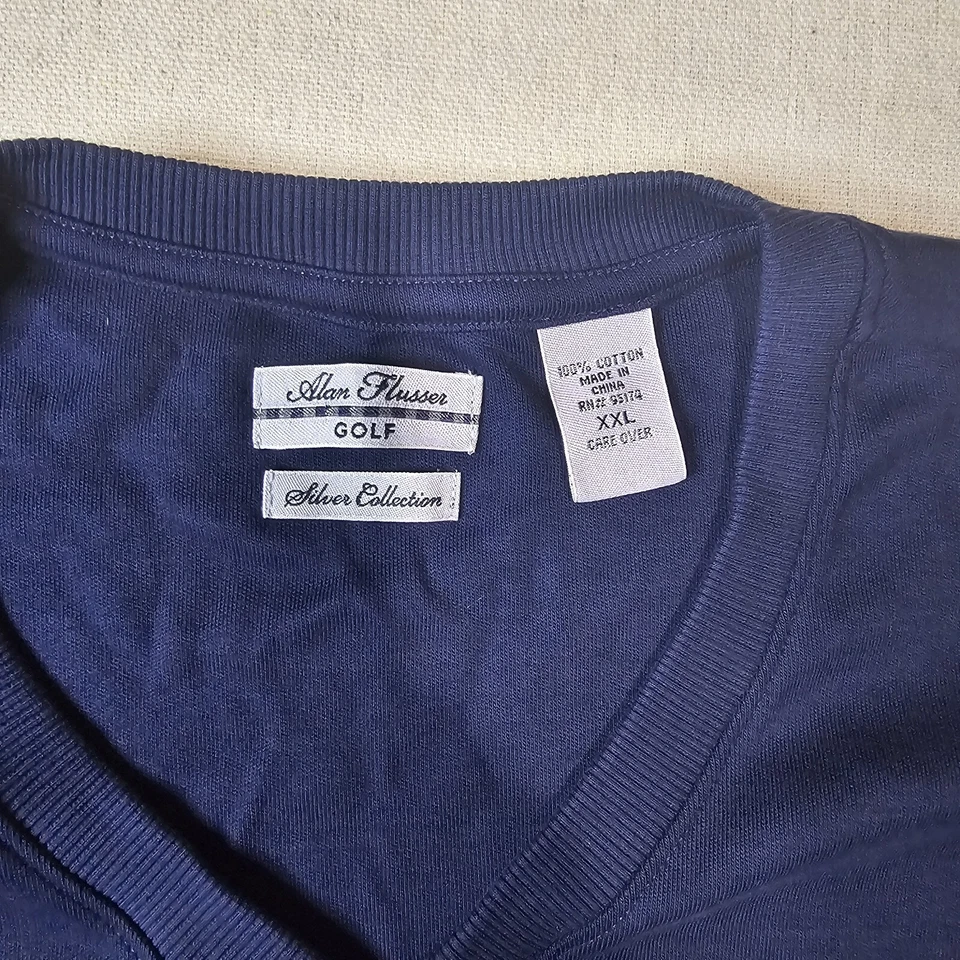 Alan Flusser
GOLF
Silver Collection
100% COTTON
MADE IN
CHINA
RN# 95174
XXL
CARE OVER